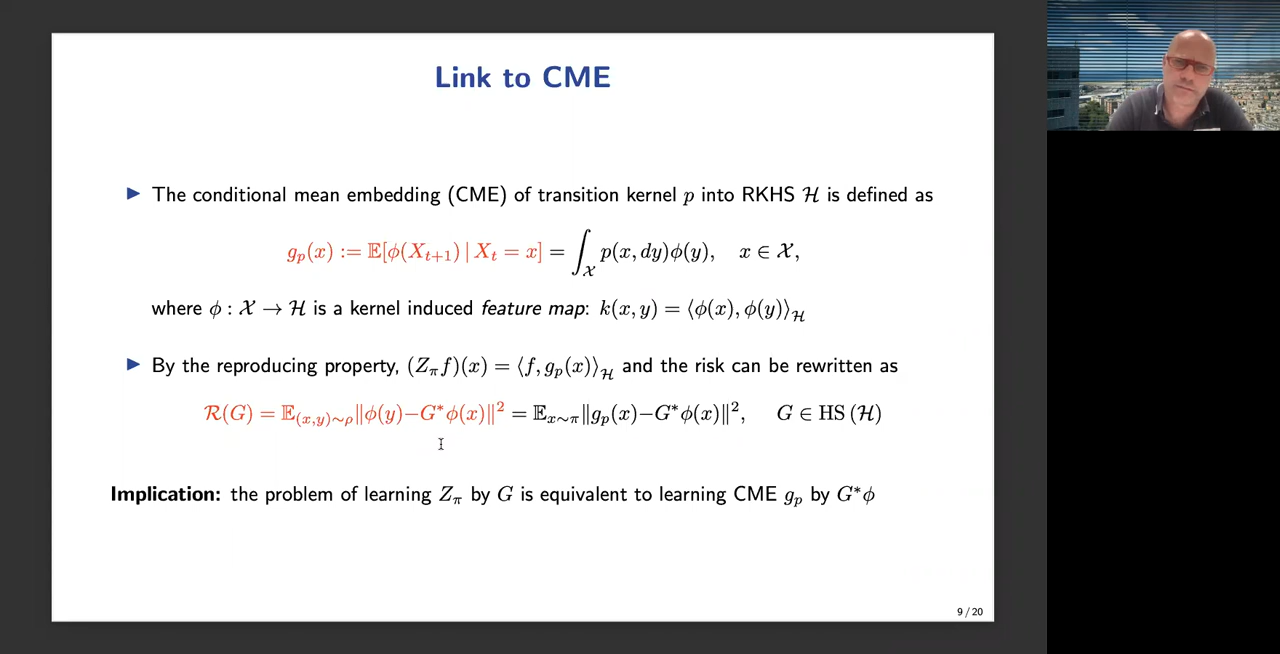 Link to CME
▶ The conditional mean embedding (CME) of transition kernel p into RKHS ℋ is defined as
g_p(x) := 𝔼[ϕ(X_{t+1}) | X_t = x] = ∫_𝒳 p(x, dy)ϕ(y), x ∈ 𝒳,
where ϕ : 𝒳 → ℋ is a kernel induced feature map: k(x, y) = ⟨ϕ(x), ϕ(y)⟩_ℋ
▶ By the reproducing property, (Z_π f)(x) = ⟨f, g_p(x)⟩_ℋ and the risk can be rewritten as
ℛ(G) = 𝔼_{(x,y)∼ρ}‖ϕ(y)−G*ϕ(x)‖² = 𝔼_{x∼π}‖g_p(x)−G*ϕ(x)‖², G ∈ HS (ℋ)
Implication: the problem of learning Z_π by G is equivalent to learning CME g_p by G*ϕ
9 / 20